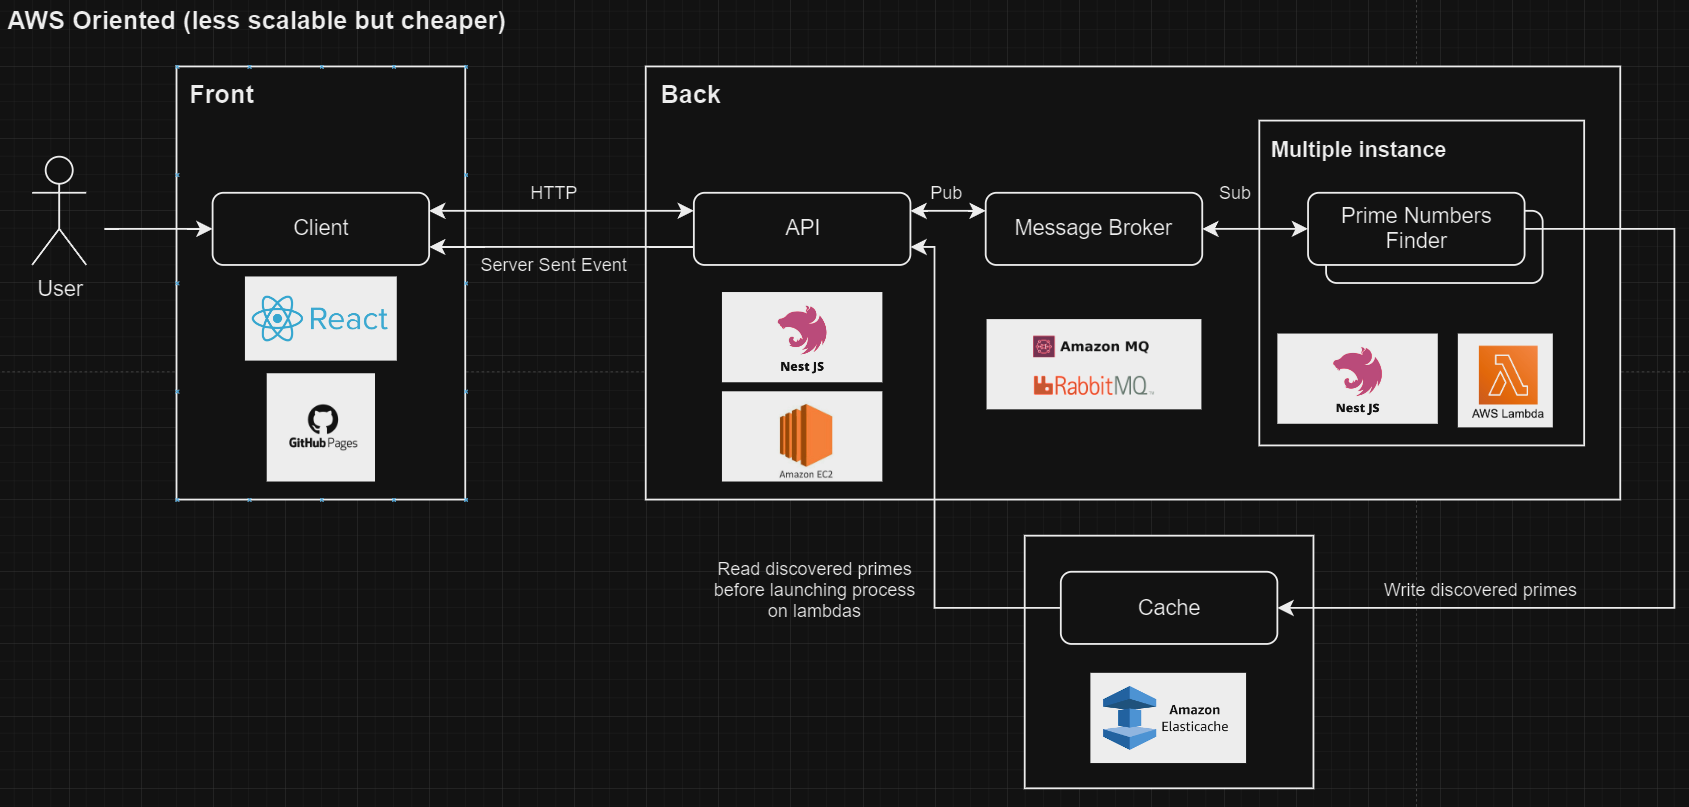 AWS Oriented (less scalable but cheaper)
Front
Back
Multiple instance
User
Client
HTTP
Server Sent Event
API
Pub
Message Broker
Sub
Prime Numbers
Finder
React
GitHub Pages
Nest JS
Amazon EC2
Amazon MQ
RabbitMQ
Nest JS
AWS Lambda
Read discovered primes
before launching process
on lambdas
Cache
Write discovered primes
Amazon
Elasticache